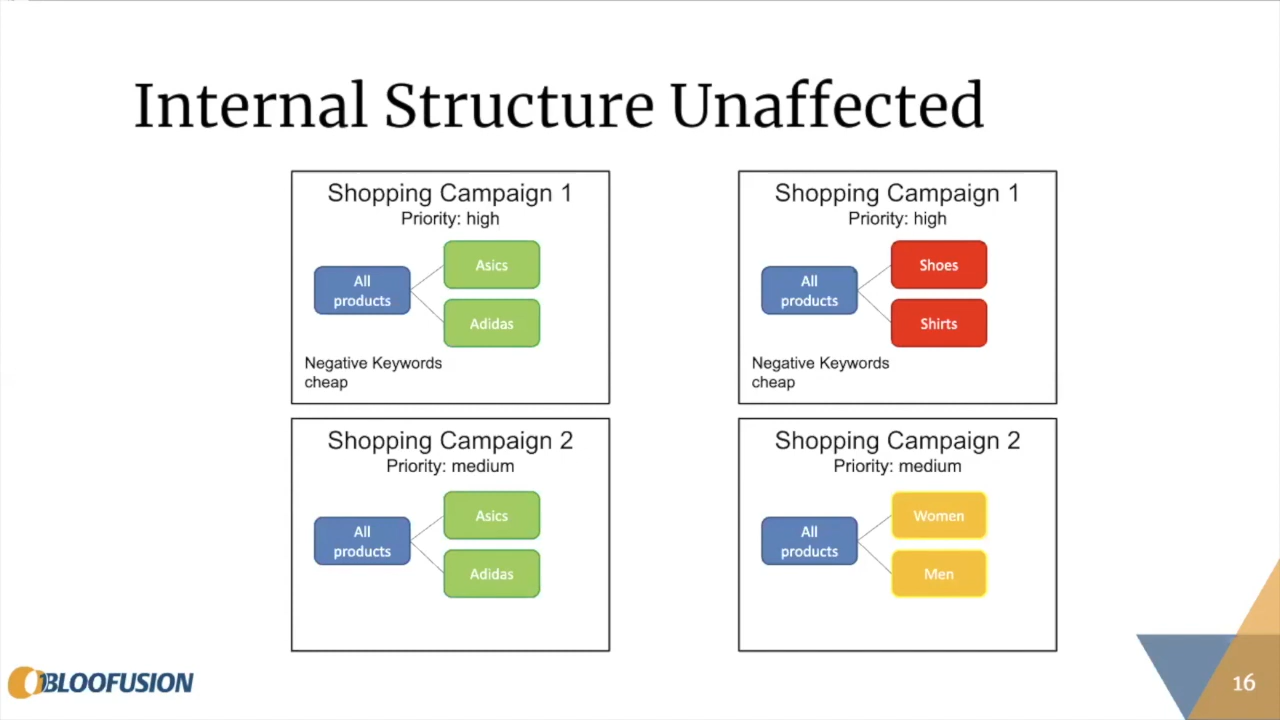 Internal Structure Unaffected
Shopping Campaign 1
Priority: high
All
products
Asics
Adidas
Negative Keywords
cheap
Shopping Campaign 1
Priority: high
All
products
Shoes
Shirts
Negative Keywords
cheap
Shopping Campaign 2
Priority: medium
All
products
Asics
Adidas
Shopping Campaign 2
Priority: medium
All
products
Women
Men
BLOOFUSION
16